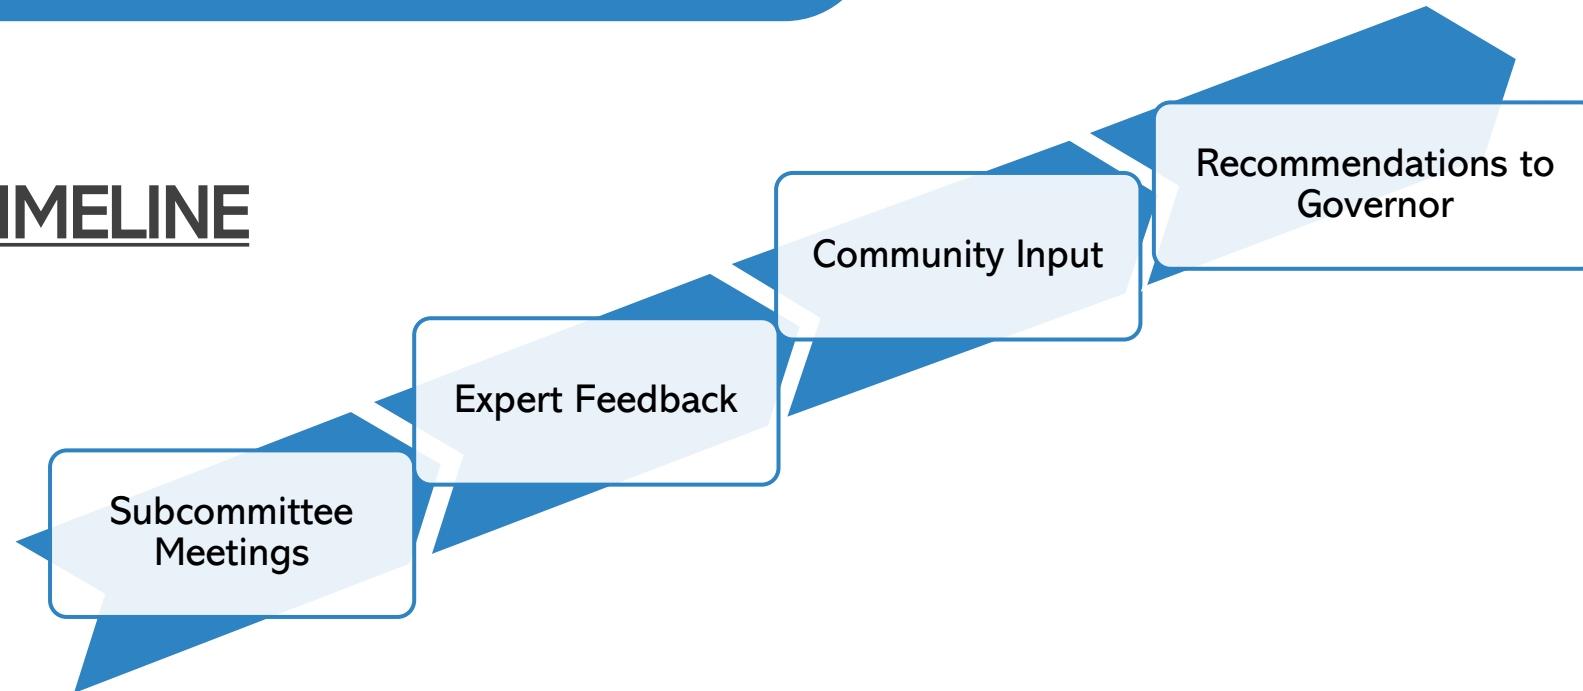 IMELINE
Recommendations to
Governor
Community Input
Expert Feedback
Subcommittee
Meetings